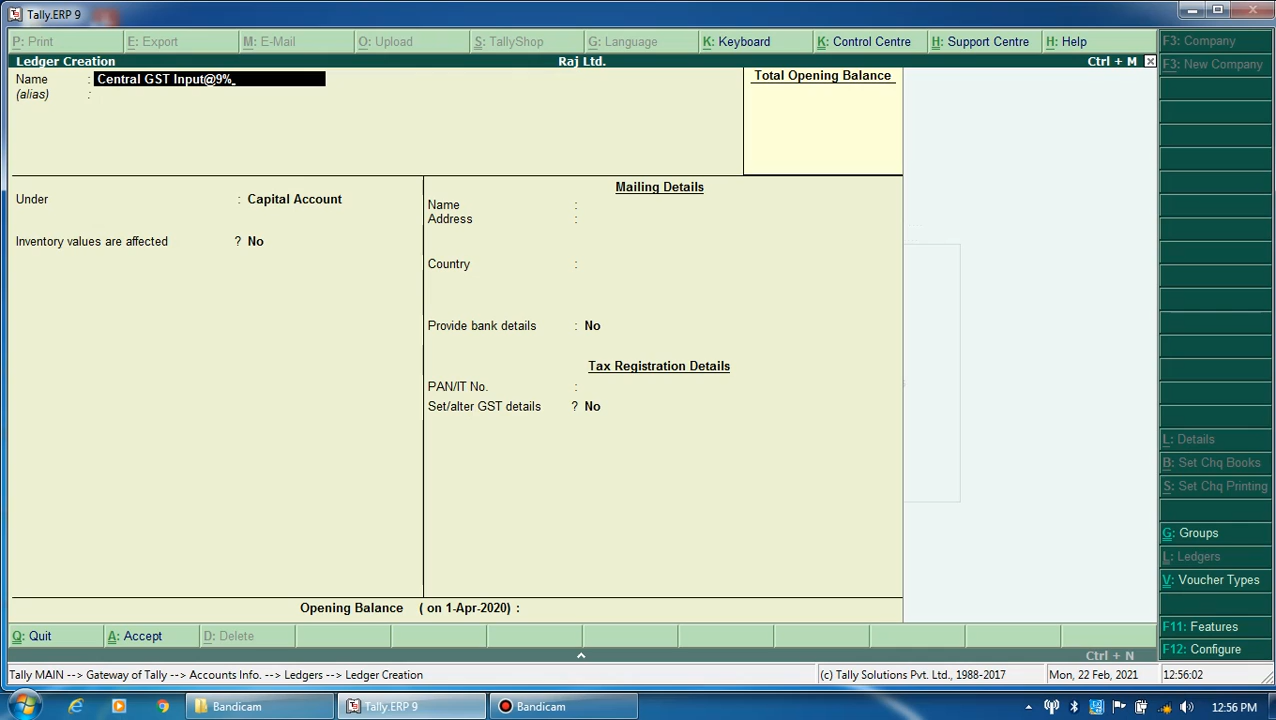 Tally.ERP 9
P: Print
E: Export
M: E-Mail
O: Upload
S: TallyShop
G: Language
K: Keyboard
K: Control Centre
H: Support Centre
H: Help
F3: Company
F3: New Company
Ledger Creation
Raj Ltd.
Ctrl + M
Name : Central GST Input@9%
(alias) :
Total Opening Balance
Under : Capital Account
Inventory values are affected ? No
Mailing Details
Name :
Address :
Country :
Provide bank details : No
Tax Registration Details
PAN/IT No. :
Set/alter GST details ? No
L: Details
B: Set Chq Books
S: Set Chq Printing
G: Groups
L: Ledgers
V: Voucher Types
F11: Features
F12: Configure
Opening Balance ( on 1-Apr-2020) :
Q: Quit
A: Accept
D: Delete
Ctrl + N
Tally MAIN --> Gateway of Tally --> Accounts Info. --> Ledgers --> Ledger Creation
(c) Tally Solutions Pvt. Ltd., 1988-2017
Mon, 22 Feb, 2021
12:56:02
Bandicam
Tally.ERP 9
Bandicam
12:56 PM